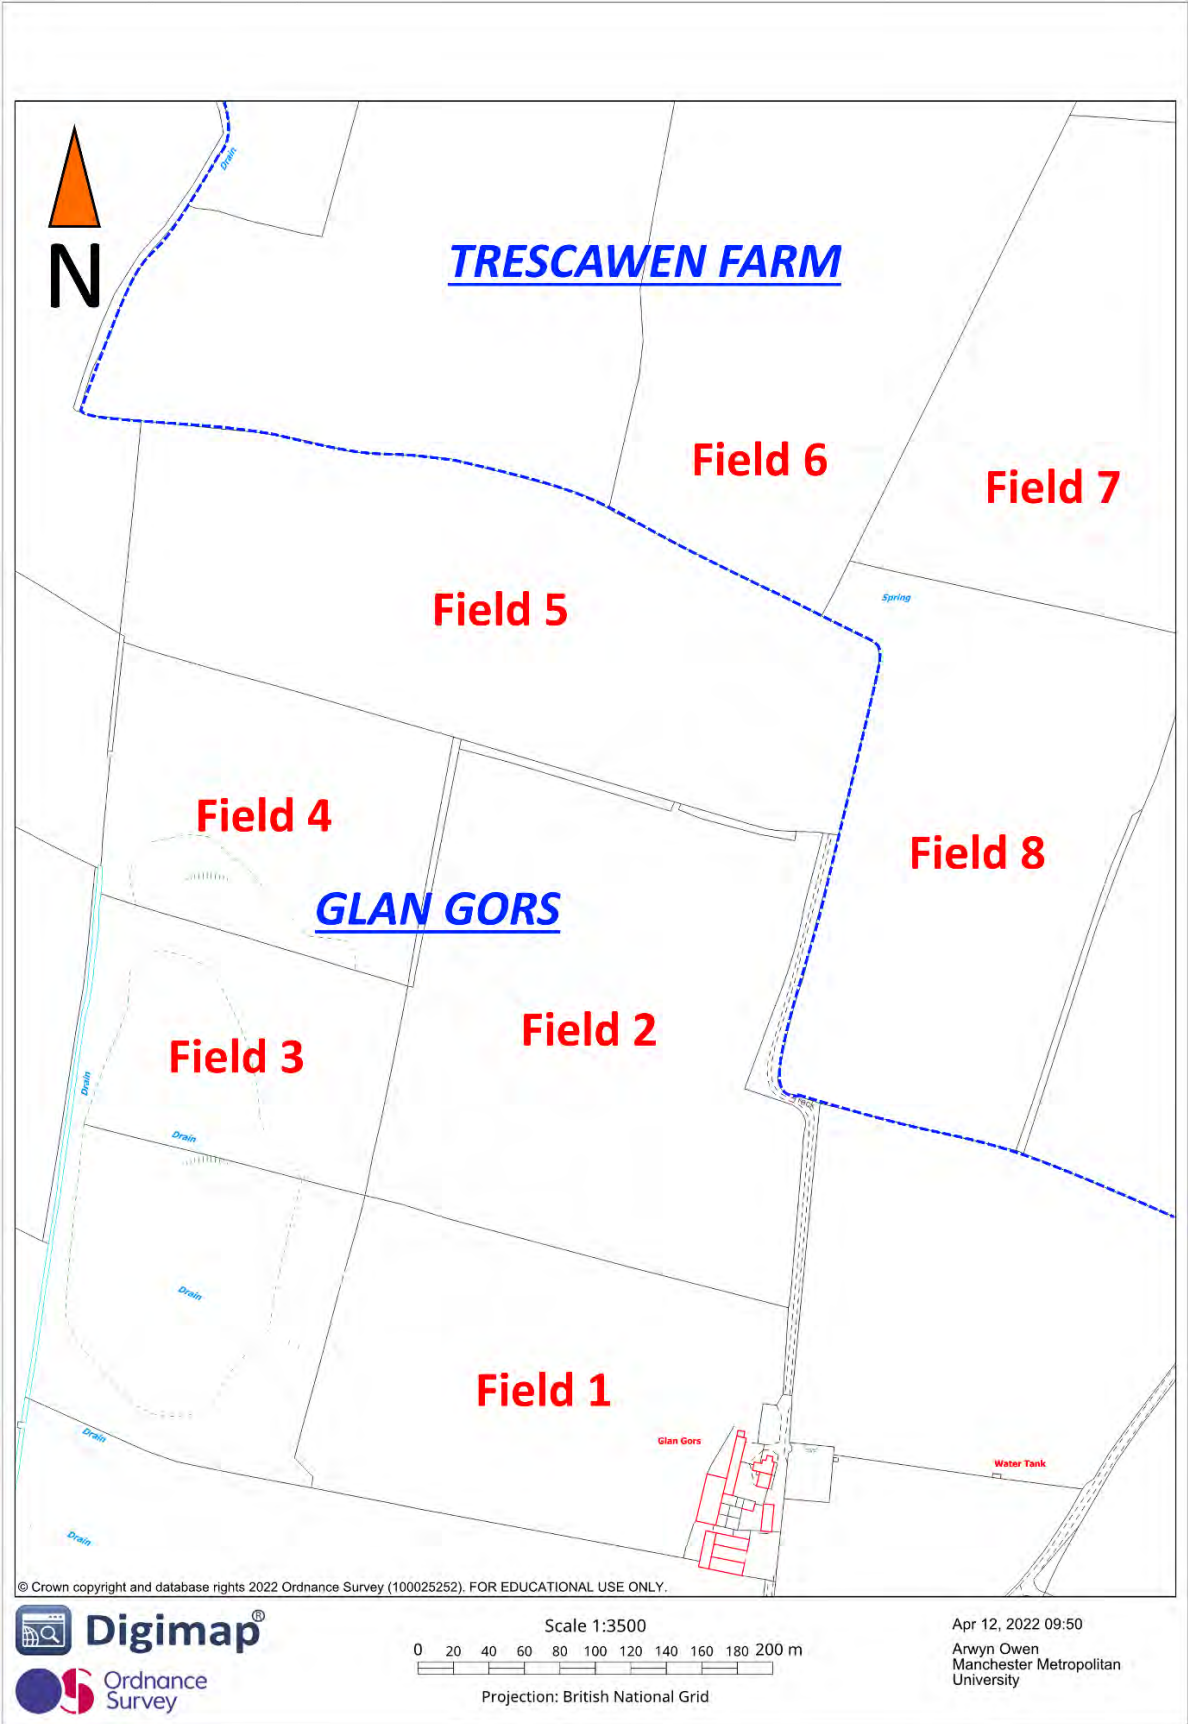 Drain
N
TRESCAWEN FARM
Field 6
Field 7
Spring
Field 5
Field 4
Field 8
GLAN GORS
Field 2
Field 3
Drain
Drain
Drain
Field 1
Drain
Glan Gors
Water Tank
Drain
© Crown copyright and database rights 2022 Ordnance Survey (100025252). FOR EDUCATIONAL USE ONLY.
Digimap®
Ordnance
Survey
Scale 1:3500
0 20 40 60 80 100 120 140 160 180 200 m
Projection: British National Grid
Apr 12, 2022 09:50
Arwyn Owen
Manchester Metropolitan
University